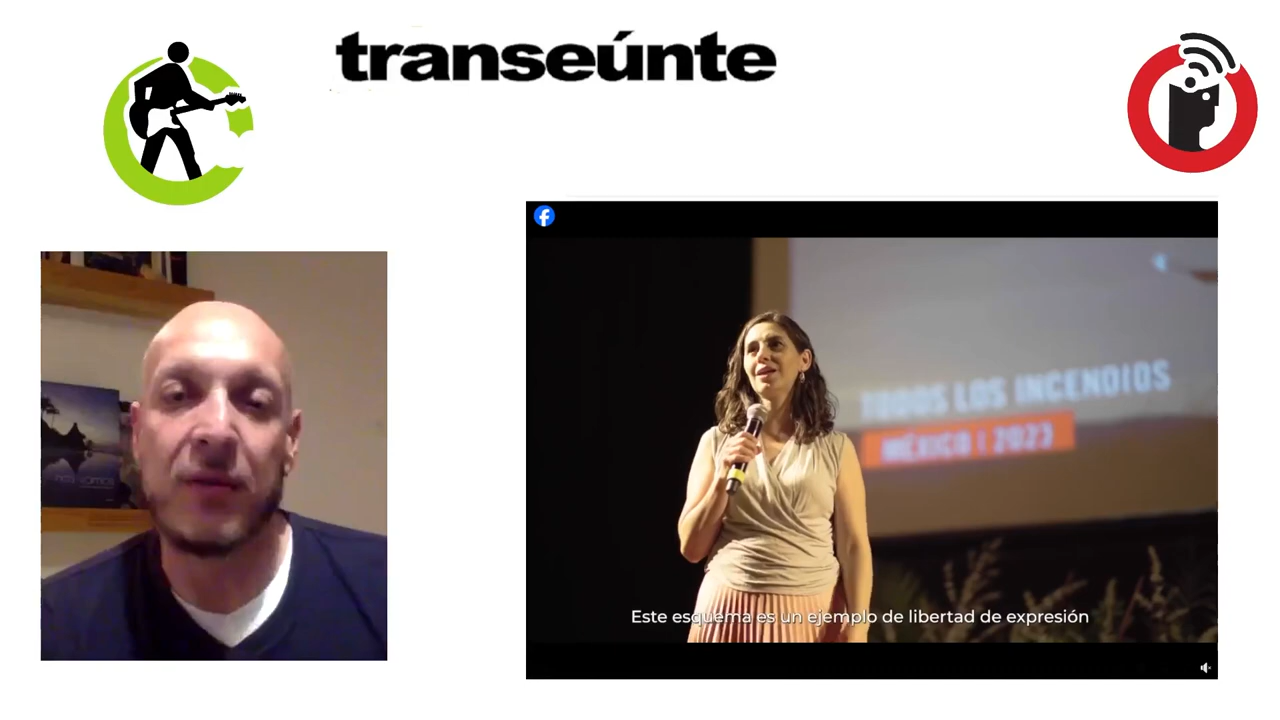 transeúnte
TODOS LOS INCENDIOS
MÉXICO | 2023
Este esquema es un ejemplo de libertad de expresión